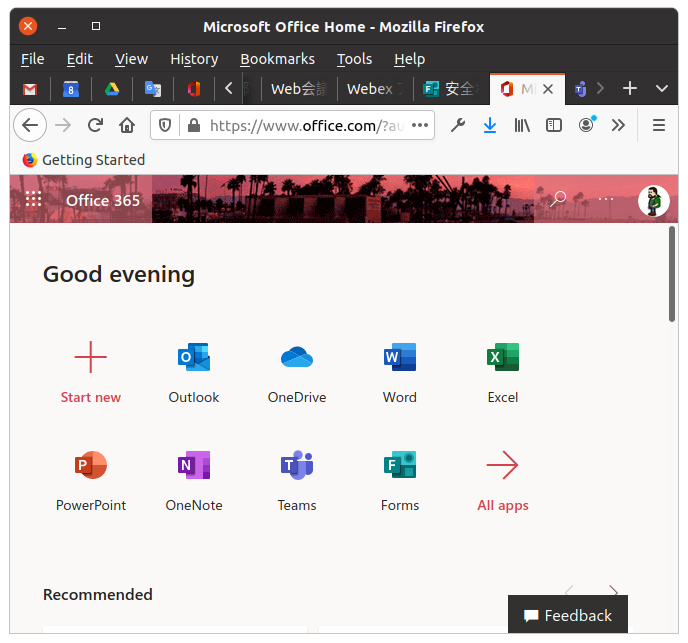 Microsoft Office Home - Mozilla Firefox
File Edit View History Bookmarks Tools Help
Web会議 Webex 安全 Mi
https://www.office.com/?au
Getting Started
Office 365
Good evening
Start new Outlook OneDrive Word Excel
PowerPoint OneNote Teams Forms All apps
Recommended
Feedback